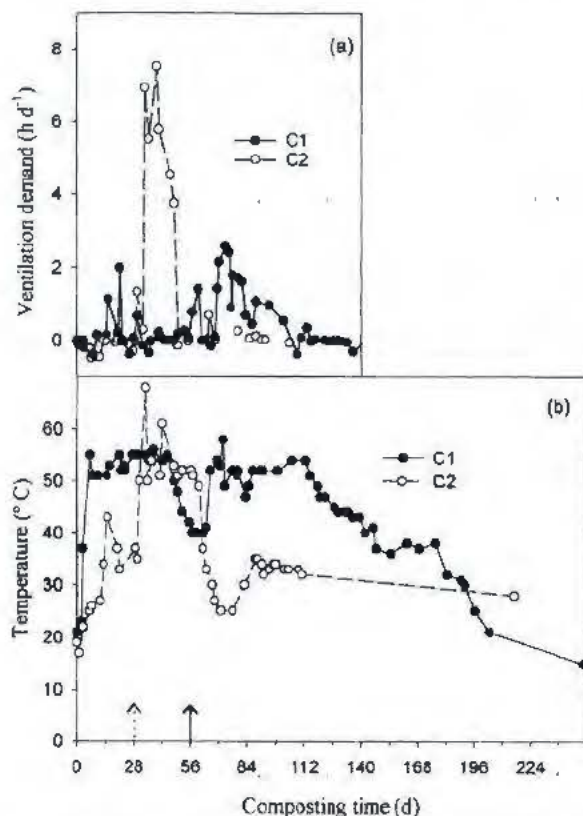 (a)
Ventilation demand (h d⁻¹)
8
6
4
2
0
C1
C2
(b)
Temperature (° C)
60
50
40
30
20
10
0
C1
C2
0 28 56 84 112 140 168 196 224
Composting time (d)